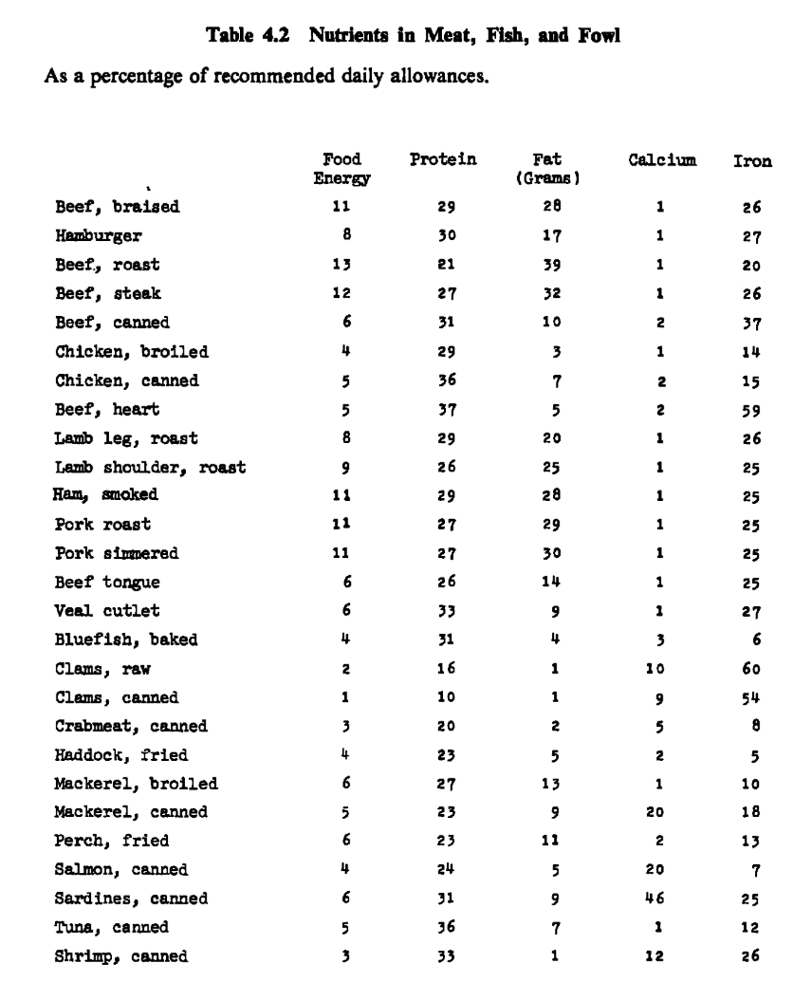 Table 4.2 Nutrients in Meat, Fish, and Fowl
As a percentage of recommended daily allowances.
Food Energy Protein Fat (Grams) Calcium Iron
Beef, braised 11 29 28 1 26
Hamburger 8 30 17 1 27
Beef, roast 13 21 39 1 20
Beef, steak 12 27 32 1 26
Beef, canned 6 31 10 2 37
Chicken, broiled 4 29 3 1 14
Chicken, canned 5 36 7 2 15
Beef, heart 5 37 5 2 59
Lamb leg, roast 8 29 20 1 26
Lamb shoulder, roast 9 26 25 1 25
Ham, smoked 11 29 28 1 25
Pork roast 11 27 29 1 25
Pork simmered 11 27 30 1 25
Beef tongue 6 26 14 1 25
Veal cutlet 6 33 9 1 27
Bluefish, baked 4 31 4 3 6
Clams, raw 2 16 1 10 60
Clams, canned 1 10 1 9 54
Crabmeat, canned 3 20 2 5 8
Haddock, fried 4 23 5 2 5
Mackerel, broiled 6 27 13 1 10
Mackerel, canned 5 23 9 20 18
Perch, fried 6 23 11 2 13
Salmon, canned 4 24 5 20 7
Sardines, canned 6 31 9 46 25
Tuna, canned 5 36 7 1 12
Shrimp, canned 3 33 1 12 26